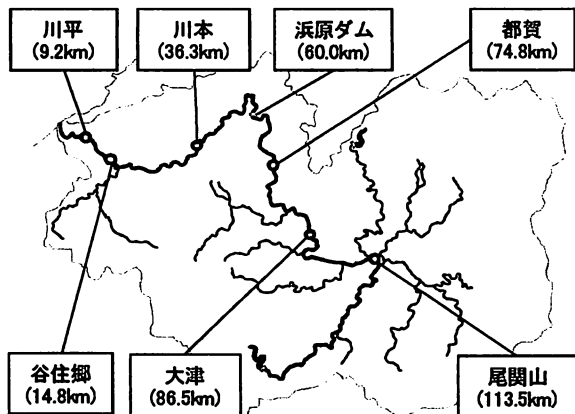 川平
(9.2km)
川本
(36.3km)
浜原ダム
(60.0km)
都賀
(74.8km)
谷住郷
(14.8km)
大津
(86.5km)
尾関山
(113.5km)